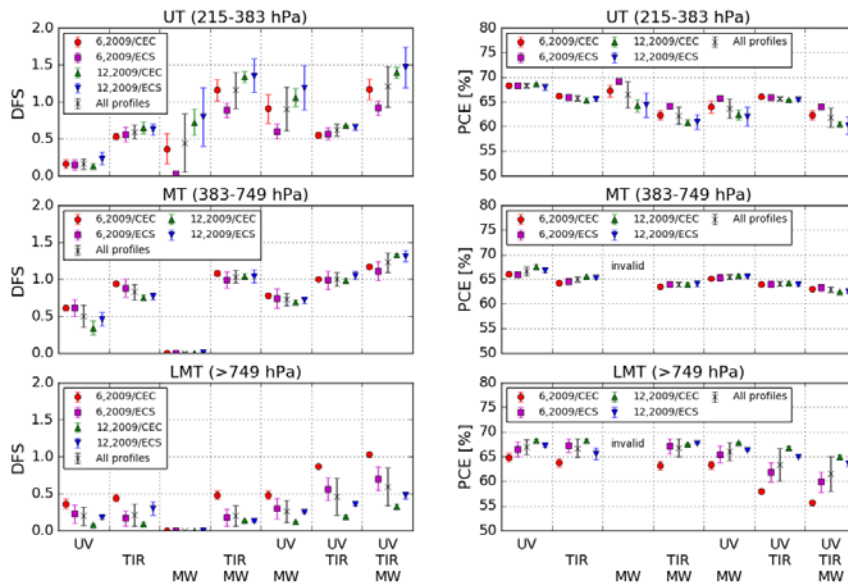 UT (215-383 hPa)
DFS
2.0
1.5
1.0
0.5
0.0
6,2009/CEC
6,2009/ECS
12,2009/CEC
12,2009/ECS
All profiles
MT (383-749 hPa)
DFS
2.0
1.5
1.0
0.5
0.0
6,2009/CEC
6,2009/ECS
All profiles
12,2009/CEC
12,2009/ECS
LMT (>749 hPa)
DFS
2.0
1.5
1.0
0.5
0.0
6,2009/CEC
6,2009/ECS
12,2009/CEC
12,2009/ECS
All profiles
UV
TIR
MW
TIR
MW
UV
MW
UV
TIR
UV
TIR
MW
UT (215-383 hPa)
PCE [%]
80
75
70
65
60
55
50
6,2009/CEC
6,2009/ECS
12,2009/CEC
12,2009/ECS
All profiles
MT (383-749 hPa)
PCE [%]
80
75
70
65
60
55
50
6,2009/CEC
6,2009/ECS
12,2009/CEC
12,2009/ECS
All profiles
invalid
LMT (>749 hPa)
PCE [%]
80
75
70
65
60
55
50
6,2009/CEC
6,2009/ECS
12,2009/CEC
12,2009/ECS
All profiles
invalid
UV
TIR
MW
TIR
MW
UV
MW
UV
TIR
UV
TIR
MW